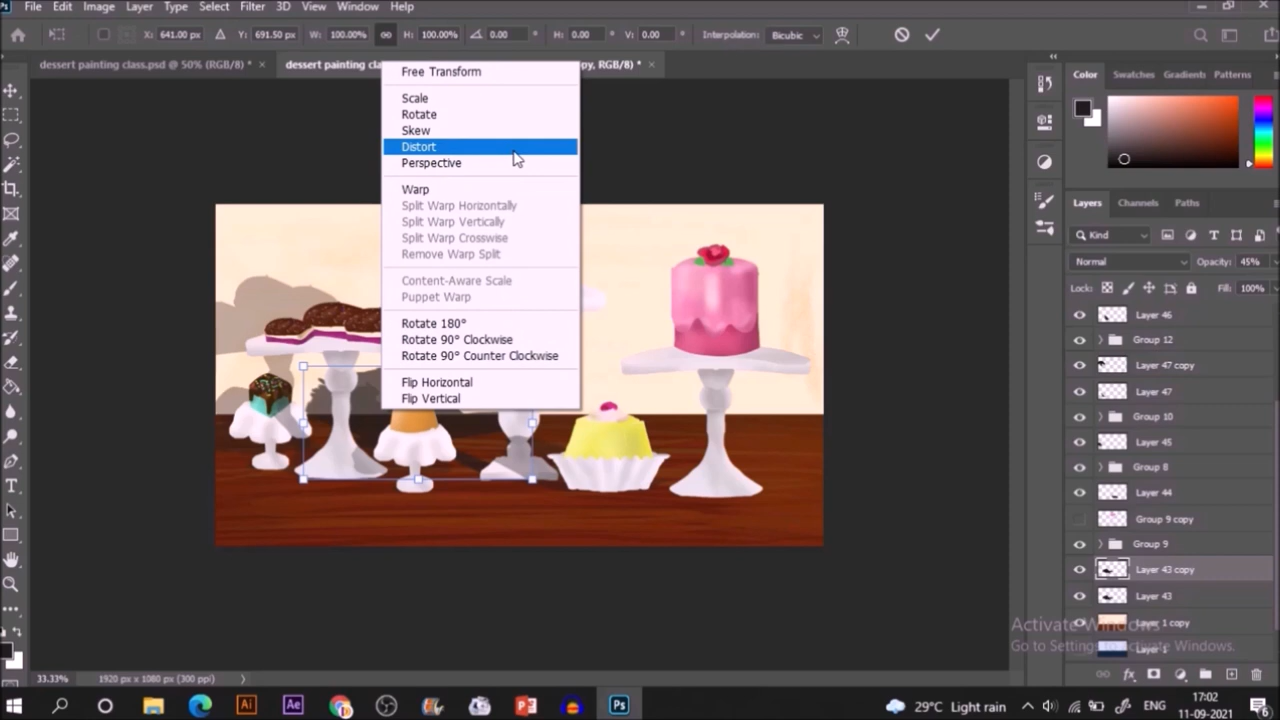 File Edit Image Layer Type Select Filter 3D View Window Help
X: 641.00 px Y: 691.50 px W: 100.00% H: 100.00% 0.00 ° H: 0.00 ° V: 0.00 ° Interpolation: Bicubic
dessert painting class.psd @ 50% (RGB/8) * ×
dessert painting cla
opy, RGB/8) * ×
Free Transform
Scale
Rotate
Skew
Distort
Perspective
Warp
Split Warp Horizontally
Split Warp Vertically
Split Warp Crosswise
Remove Warp Split
Content-Aware Scale
Puppet Warp
Rotate 180°
Rotate 90° Clockwise
Rotate 90° Counter Clockwise
Flip Horizontal
Flip Vertical
Color Swatches Gradients Patterns
Layers Channels Paths
Kind
Normal Opacity: 45%
Lock: Fill: 100%
Layer 46
Group 12
Layer 47 copy
Layer 47
Group 10
Layer 45
Group 8
Layer 44
Group 9 copy
Group 9
Layer 43 copy
Layer 43
Layer 1 copy
Layer 1
Activate Windows
Go to Settings to activate Windows.
33.33% 1920 px x 1080 px (300 ppi)
29°C Light rain
ENG
17:02
11-09-2021
6